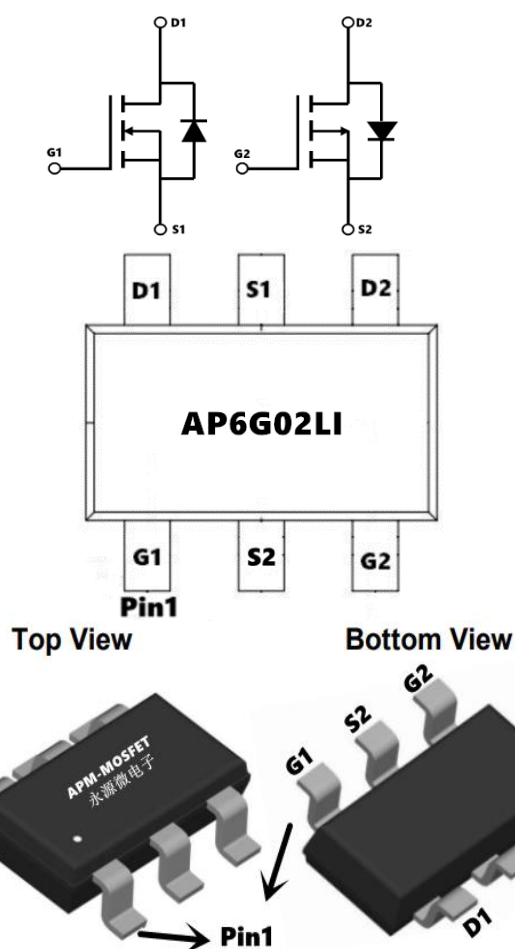 D1 D2
G1 G2
S1 S2
D1 S1 D2
AP6G02LI
G1 S2 G2
Pin1
Top View Bottom View
APM-MOSFET
永源微电子
G1 S2 G2
Pin1
D1